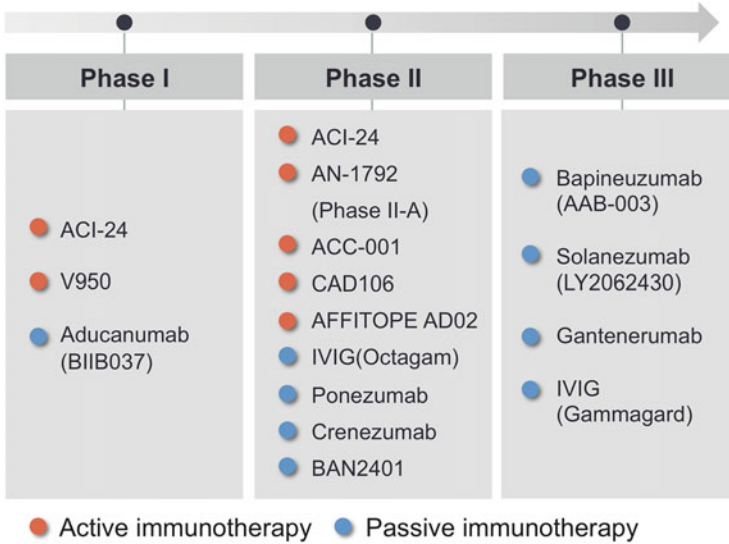 Phase I
Phase II
Phase III
ACI-24
V950
Aducanumab
(BIIB037)
ACI-24
AN-1792
(Phase II-A)
ACC-001
CAD106
AFFITOPE AD02
IVIG(Octagam)
Ponezumab
Crenezumab
BAN2401
Bapineuzumab
(AAB-003)
Solanezumab
(LY2062430)
Gantenerumab
IVIG
(Gammagard)
Active immunotherapy
Passive immunotherapy